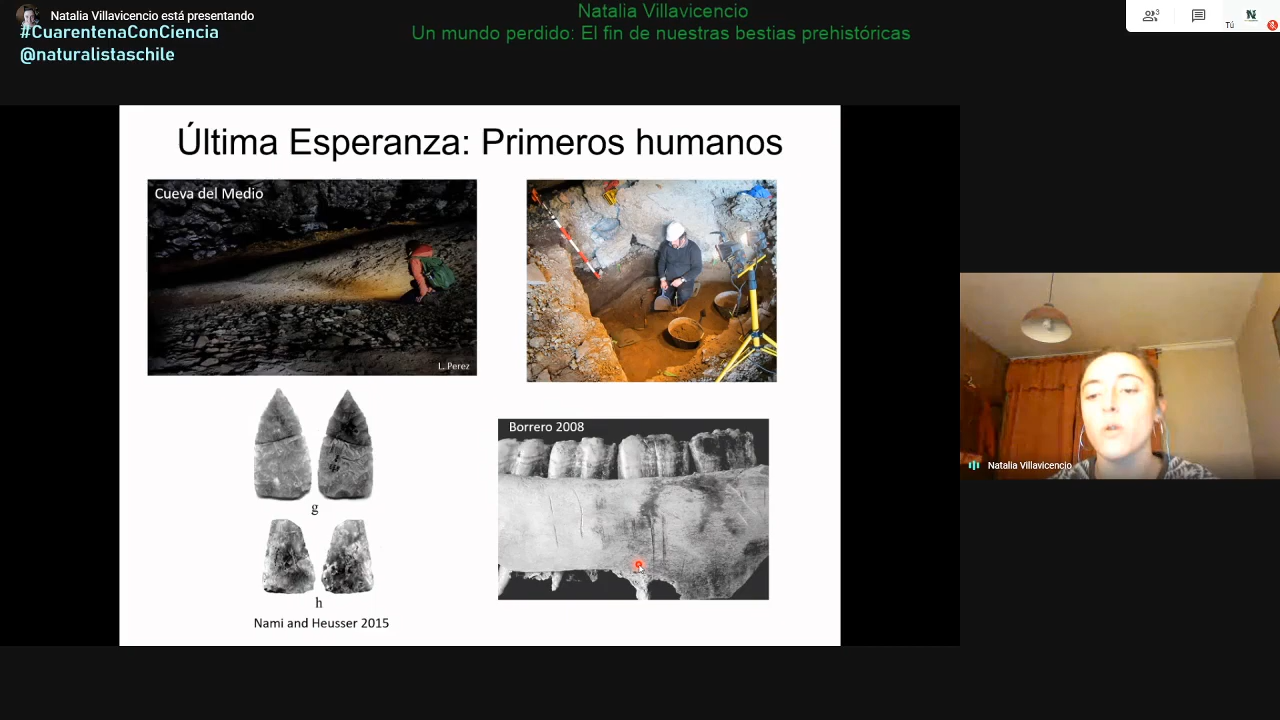 Natalia Villavicencio está presentando
#CuarentenaConCiencia
@naturalistaschile
Natalia Villavicencio
Un mundo perdido: El fin de nuestras bestias prehistóricas
3
Tú
Última Esperanza: Primeros humanos
Cueva del Medio
L. Perez
g
h
Nami and Heusser 2015
Borrero 2008
Natalia Villavicencio